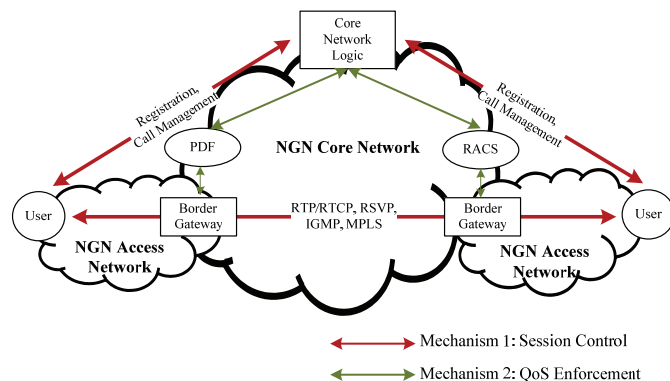 Core
Network
Logic
Registration,
Call Management
Registration,
Call Management
PDF
NGN Core Network
RACS
User
Border
Gateway
RTP/RTCP, RSVP,
IGMP, MPLS
Border
Gateway
User
NGN Access
Network
NGN Access
Network
Mechanism 1: Session Control
Mechanism 2: QoS Enforcement